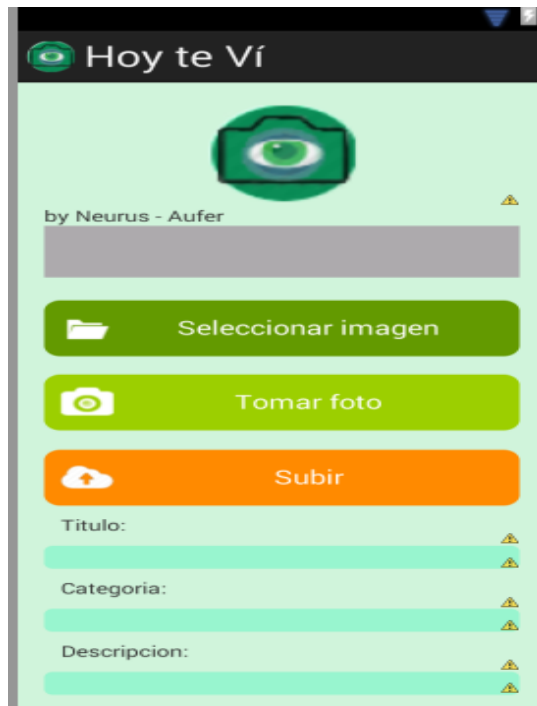 Hoy te Ví
by Neurus - Aufer
Seleccionar imagen
Tomar foto
Subir
Titulo:
Categoria:
Descripcion: